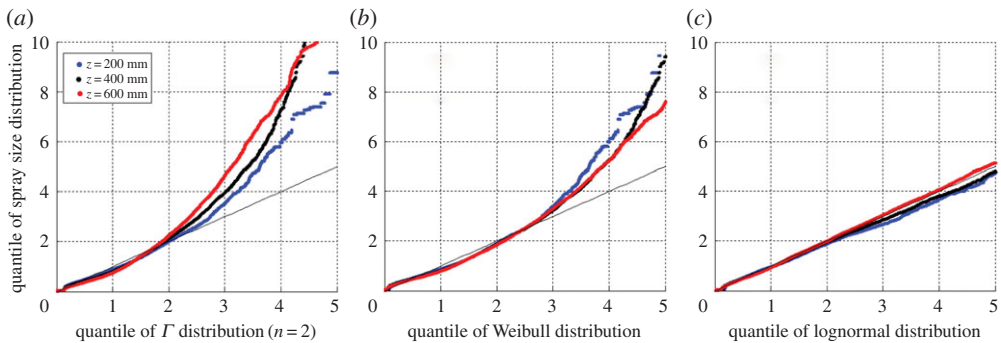 (a)
(b)
(c)
quantile of spray size distribution
10
8
6
4
2
0
z = 200 mm
z = 400 mm
z = 600 mm
1 2 3 4 5
quantile of Γ distribution (n = 2)
10
8
6
4
2
0
1 2 3 4 5
quantile of Weibull distribution
10
8
6
4
2
0
1 2 3 4 5
quantile of lognormal distribution